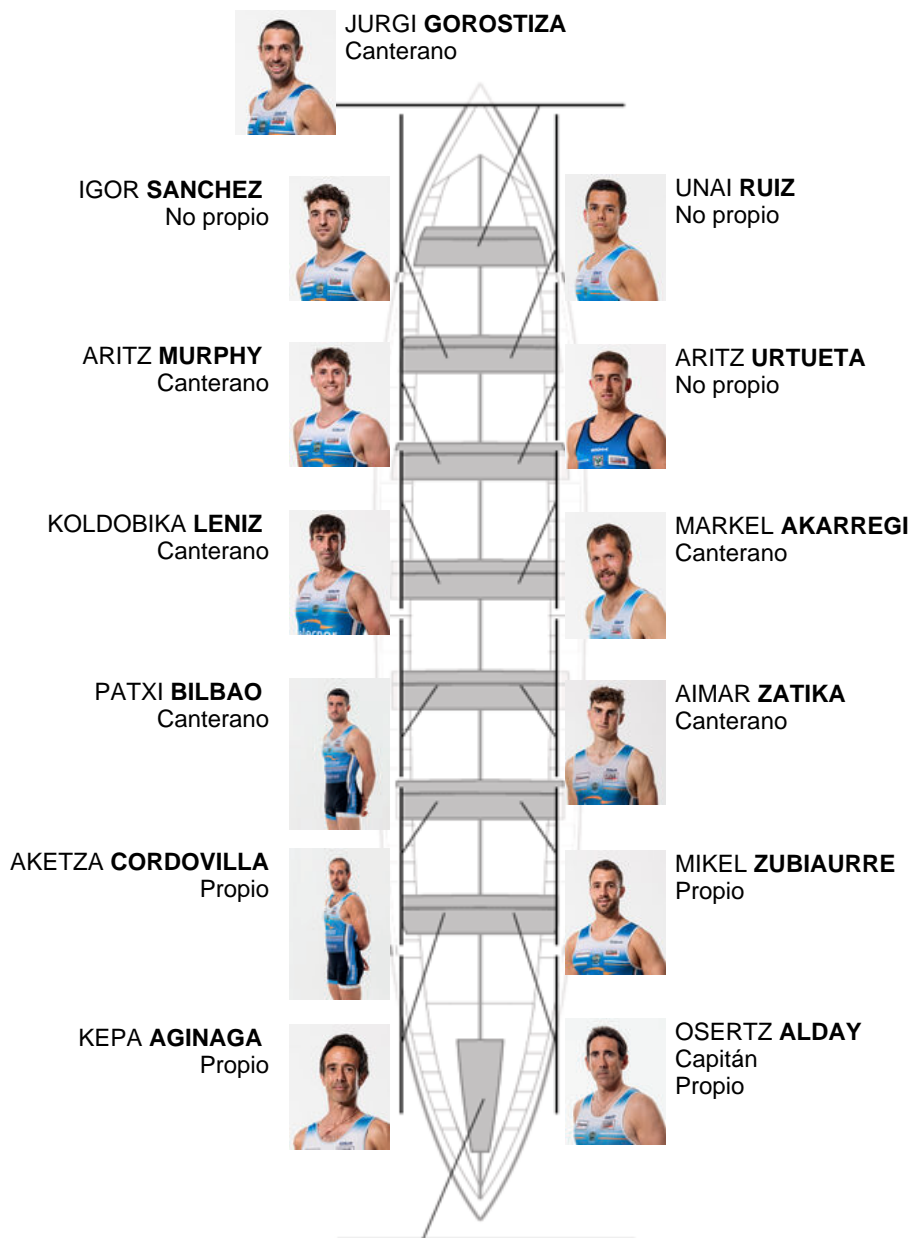 JURGI GOROSTIZA
Canterano
IGOR SANCHEZ
No propio
UNAI RUIZ
No propio
ARITZ MURPHY
Canterano
ARITZ URTUETA
No propio
KOLDOBIKA LENIZ
Canterano
MARKEL AKARREGI
Canterano
PATXI BILBAO
Canterano
AIMAR ZATIKA
Canterano
AKETZA CORDOVILLA
Propio
MIKEL ZUBIAURRE
Propio
KEPA AGINAGA
Propio
OSERTZ ALDAY
Capitán
Propio